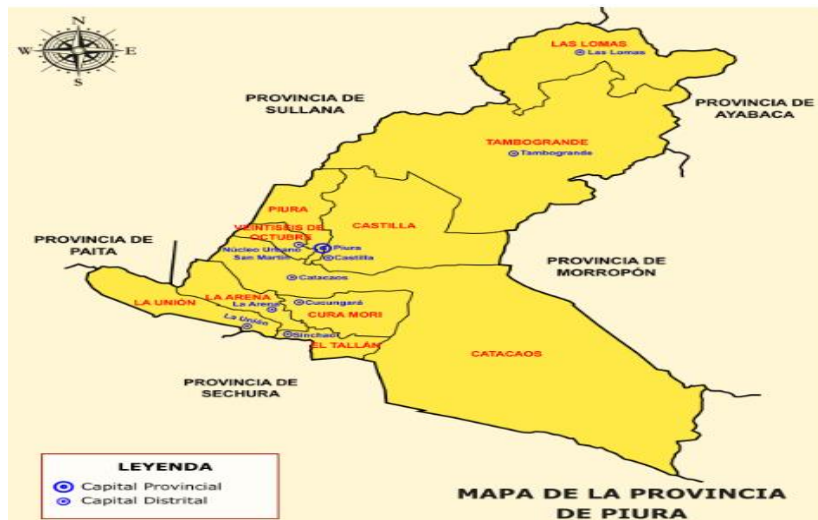 N
W
E
S
LAS LOMAS
Las Lomas
PROVINCIA DE
SULLANA
PROVINCIA DE
AYABACA
TAMBOGRANDE
Tambogrande
PIURA
VEINTISEIS DE
OCTUBRE
CASTILLA
Núcleo Urbano
San Martín
Piura
Castilla
PROVINCIA DE
PAITA
PROVINCIA DE
MORROPÓN
Catacaos
LA UNIÓN
LA ARENA
La Arena
Cucungará
CURA MORI
La Unión
Sinchao
EL TALLÁN
CATACAOS
PROVINCIA DE
SECHURA
LEYENDA
Capital Provincial
Capital Distrital
MAPA DE LA PROVINCIA
DE PIURA